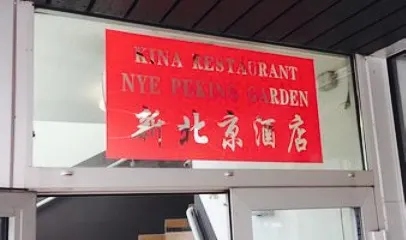 KINA RESTAURANT
NYE PEKING GARDEN
新北京酒店